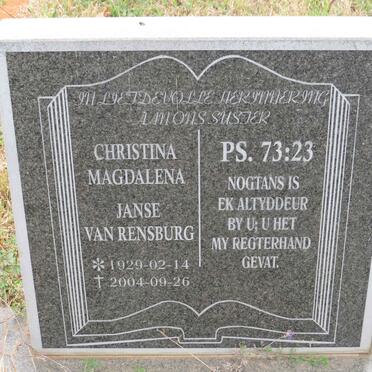 IN LIEFDEVOLLE HERINNERING
AAN ONS SUSTER
CHRISTINA
MAGDALENA
JANSE
VAN RENSBURG
* 1929-02-14
† 2004-09-26
PS. 73:23
NOGTANS IS
EK ALTYDDEUR
BY U; U HET
MY REGTERHAND
GEVAT.